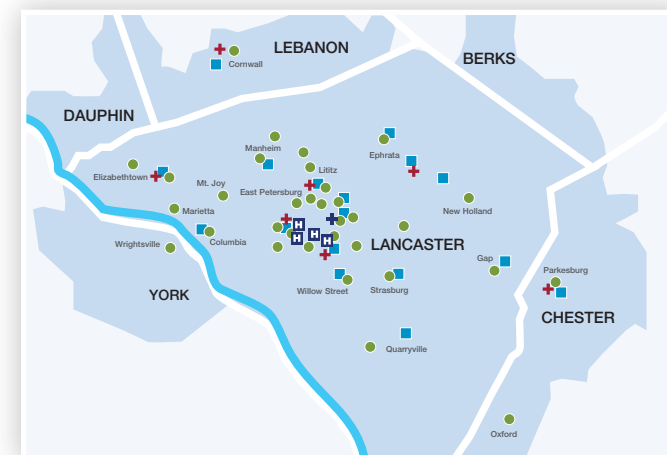 LEBANON
Cornwall
BERKS
DAUPHIN
Manheim
Ephrata
Lititz
Elizabethtown
Mt. Joy
East Petersburg
Marietta
New Holland
Wrightsville
Columbia
LANCASTER
H
H
H
H
Gap
Parkesburg
YORK
Willow Street
Strasburg
CHESTER
Quarryville
Oxford